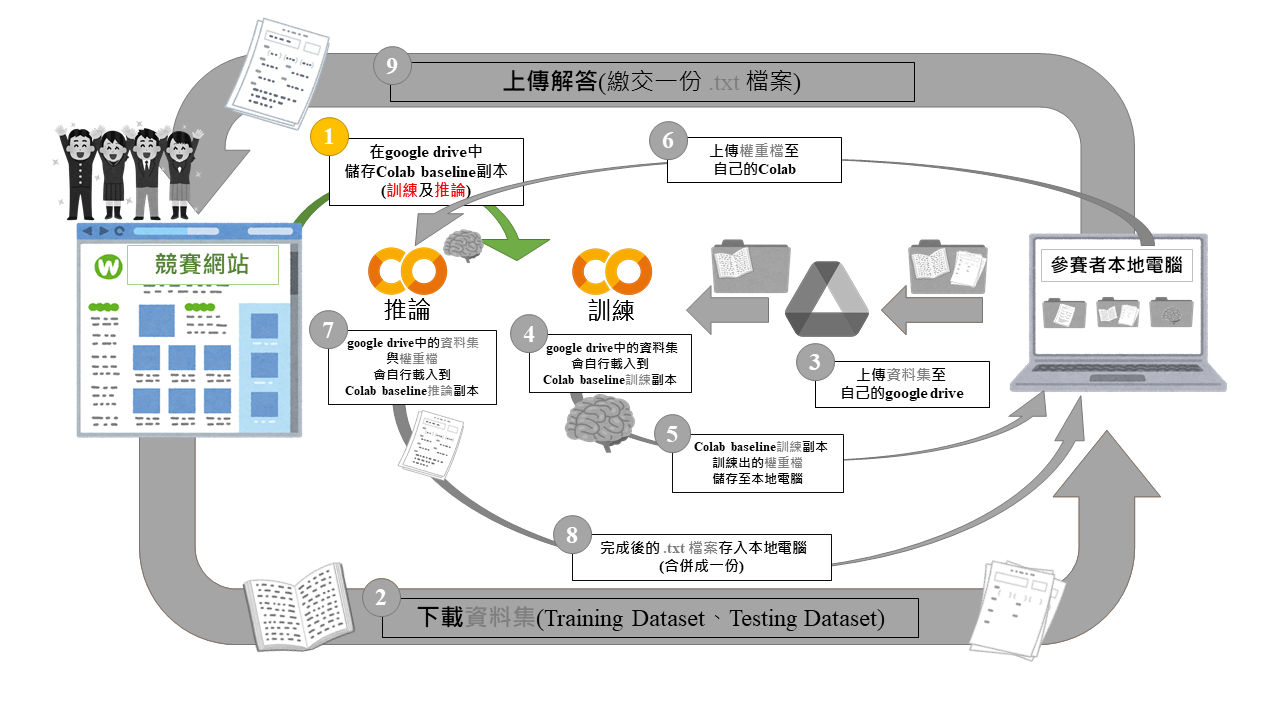 9
上傳解答(繳交一份 .txt 檔案)
1
在google drive中
儲存Colab baseline副本
(訓練及推論)
6
上傳權重檔至
自己的Colab
W
競賽網站
參賽者本地電腦
推論
訓練
7
google drive中的資料集
與權重檔
會自行載入到
Colab baseline推論副本
4
google drive中的資料集
會自行載入到
Colab baseline訓練副本
3
上傳資料集至
自己的google drive
5
Colab baseline訓練副本
訓練出的權重檔
儲存至本地電腦
8
完成後的 .txt 檔案存入本地電腦
(合併成一份)
2
下載資料集(Training Dataset、Testing Dataset)